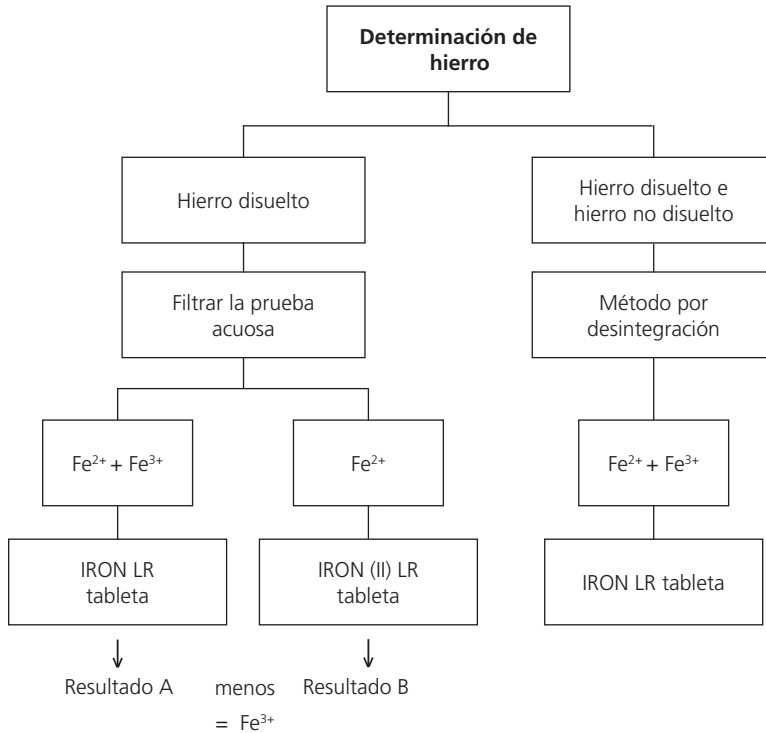 Determinación de
hierro
Hierro disuelto
Hierro disuelto e
hierro no disuelto
Filtrar la prueba
acuosa
Método por
desintegración
Fe²⁺ + Fe³⁺
Fe²⁺
Fe²⁺ + Fe³⁺
IRON LR
tableta
IRON (II) LR
tableta
IRON LR tableta
Resultado A menos Resultado B
= Fe³⁺